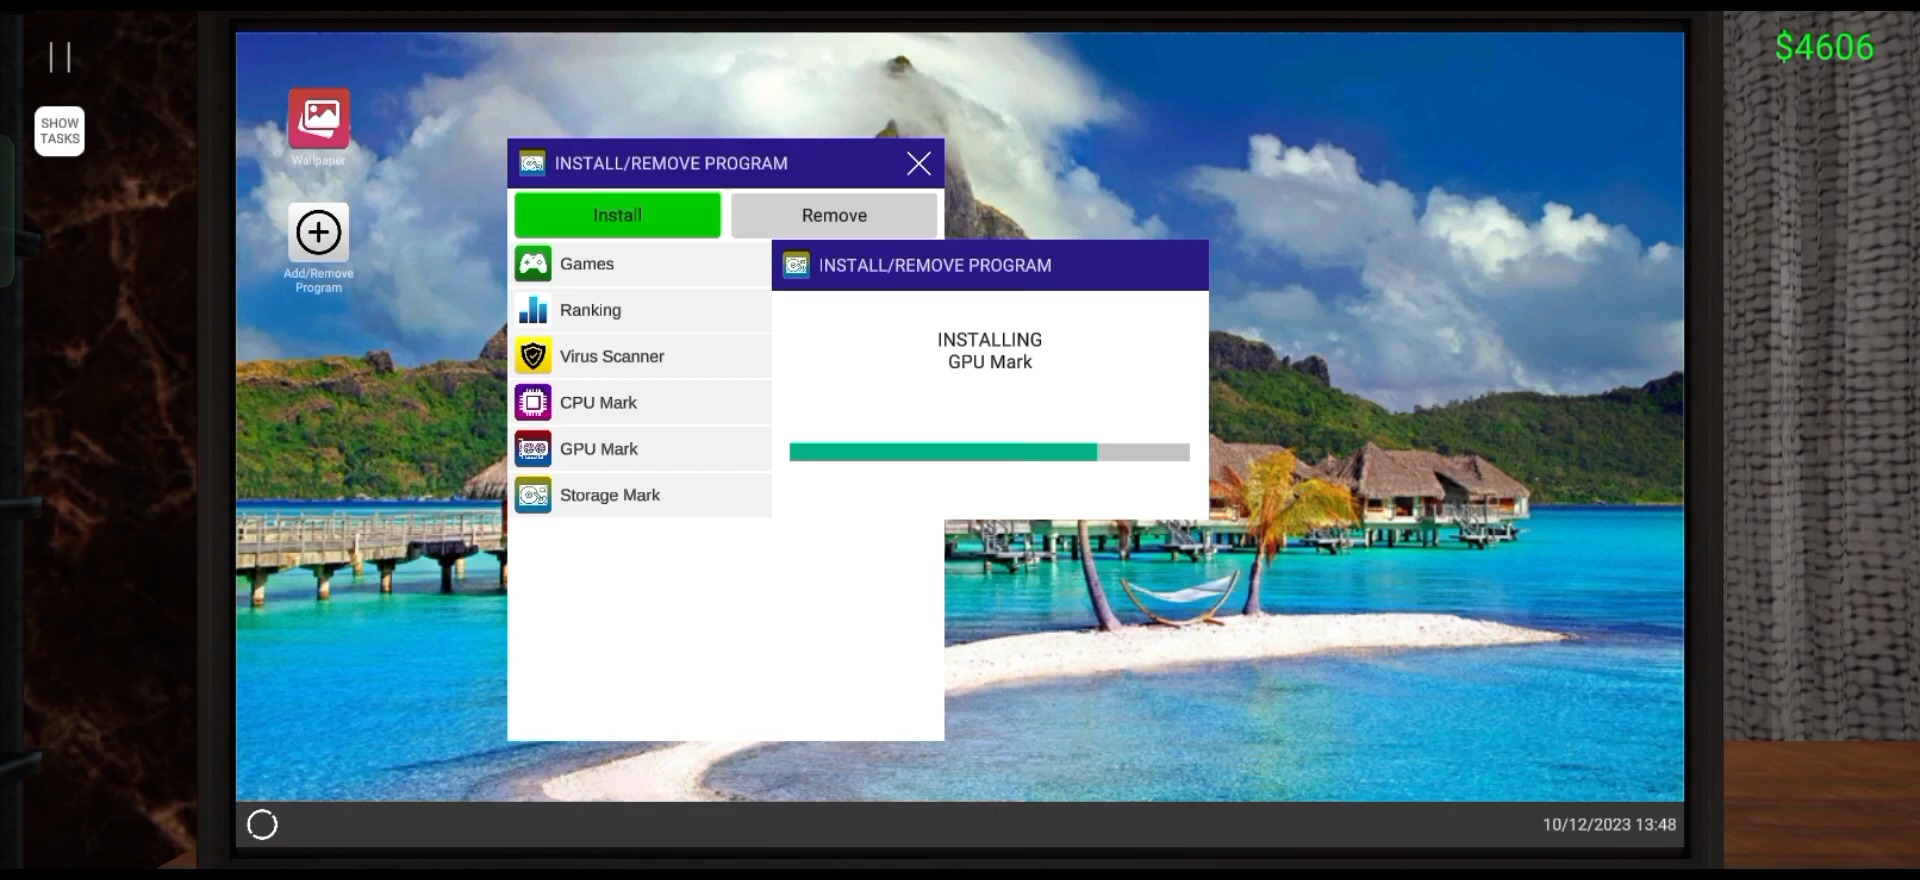 $4606
SHOW
TASKS
Wallpaper
Add/Remove
Program
INSTALL/REMOVE PROGRAM
Install
Remove
Games
Ranking
Virus Scanner
CPU Mark
GPU Mark
Storage Mark
INSTALL/REMOVE PROGRAM
INSTALLING
GPU Mark
10/12/2023 13:48